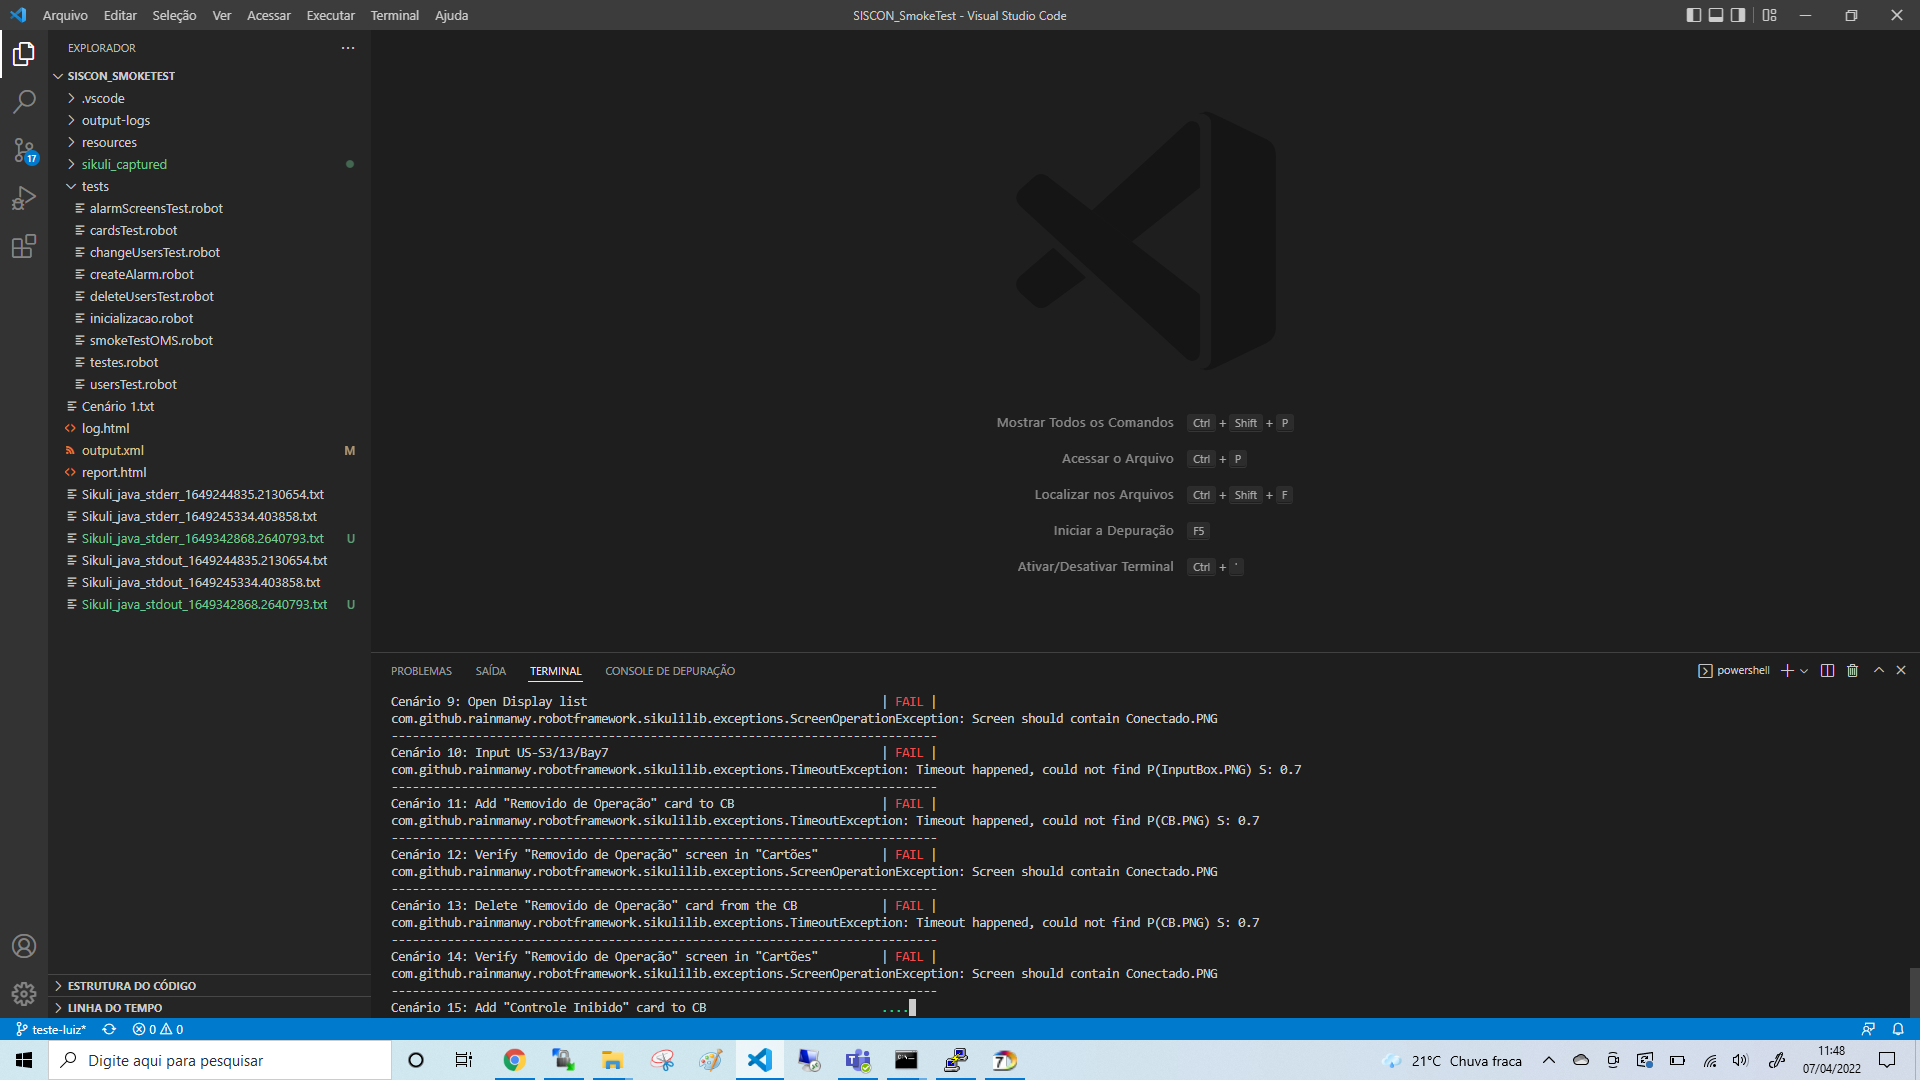 Arquivo Editar Seleção Ver Acessar Executar Terminal Ajuda
SISCON_SmokeTest - Visual Studio Code
EXPLORADOR
SISCON_SMOKETEST
.vscode
output-logs
resources
17
sikuli_captured
tests
alarmScreensTest.robot
cardsTest.robot
changeUsersTest.robot
createAlarm.robot
deleteUsersTest.robot
inicializacao.robot
smokeTestOMS.robot
testes.robot
usersTest.robot
Cenário 1.txt
log.html
output.xml M
report.html
Sikuli_java_stderr_1649244835.2130654.txt
Sikuli_java_stderr_1649245334.403858.txt
Sikuli_java_stderr_1649342868.2640793.txt U
Sikuli_java_stdout_1649244835.2130654.txt
Sikuli_java_stdout_1649245334.403858.txt
Sikuli_java_stdout_1649342868.2640793.txt U
ESTRUTURA DO CÓDIGO
LINHA DO TEMPO
Mostrar Todos os Comandos Ctrl + Shift + P
Acessar o Arquivo Ctrl + P
Localizar nos Arquivos Ctrl + Shift + F
Iniciar a Depuração F5
Ativar/Desativar Terminal Ctrl + '
PROBLEMAS SAÍDA TERMINAL CONSOLE DE DEPURAÇÃO
powershell
Cenário 9: Open Display list | FAIL |
com.github.rainmanwy.robotframework.sikulilib.exceptions.ScreenOperationException: Screen should contain Conectado.PNG
------------------------------------------------------------------------------
Cenário 10: Input US-S3/13/Bay7 | FAIL |
com.github.rainmanwy.robotframework.sikulilib.exceptions.TimeoutException: Timeout happened, could not find P(InputBox.PNG) S: 0.7
------------------------------------------------------------------------------
Cenário 11: Add "Removido de Operação" card to CB | FAIL |
com.github.rainmanwy.robotframework.sikulilib.exceptions.TimeoutException: Timeout happened, could not find P(CB.PNG) S: 0.7
------------------------------------------------------------------------------
Cenário 12: Verify "Removido de Operação" screen in "Cartões" | FAIL |
com.github.rainmanwy.robotframework.sikulilib.exceptions.ScreenOperationException: Screen should contain Conectado.PNG
------------------------------------------------------------------------------
Cenário 13: Delete "Removido de Operação" card from the CB | FAIL |
com.github.rainmanwy.robotframework.sikulilib.exceptions.TimeoutException: Timeout happened, could not find P(CB.PNG) S: 0.7
------------------------------------------------------------------------------
Cenário 14: Verify "Removido de Operação" screen in "Cartões" | FAIL |
com.github.rainmanwy.robotframework.sikulilib.exceptions.ScreenOperationException: Screen should contain Conectado.PNG
------------------------------------------------------------------------------
Cenário 15: Add "Controle Inibido" card to CB ....
teste-luiz* 0 0
Digite aqui para pesquisar
7
21°C Chuva fraca
11:48
07/04/2022